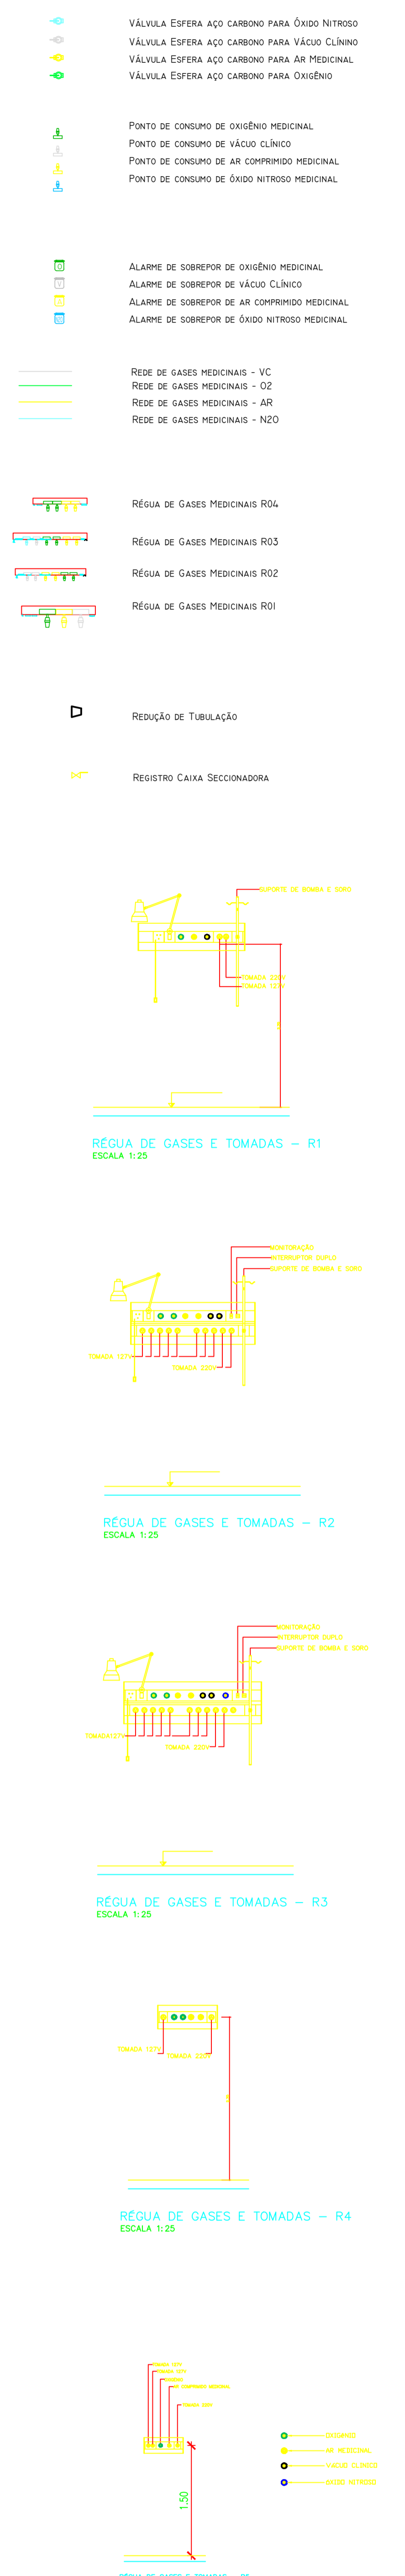 Válvula Esfera aço carbono para Óxido Nitroso
Válvula Esfera aço carbono para Vácuo Clínino
Válvula Esfera aço carbono para Ar Medicinal
Válvula Esfera aço carbono para Oxigênio
Ponto de consumo de oxigênio medicinal
Ponto de consumo de vácuo clínico
Ponto de consumo de ar comprimido medicinal
Ponto de consumo de óxido nitroso medicinal
Alarme de sobrepor de oxigênio medicinal
Alarme de sobrepor de vácuo Clínico
Alarme de sobrepor de ar comprimido medicinal
Alarme de sobrepor de óxido nitroso medicinal
Rede de gases medicinais - VC
Rede de gases medicinais - O2
Rede de gases medicinais - AR
Rede de gases medicinais - N2O
Régua de Gases Medicinais R04
Régua de Gases Medicinais R03
Régua de Gases Medicinais R02
Régua de Gases Medicinais R01
Redução de Tubulação
Registro Caixa Seccionadora
SUPORTE DE BOMBA E SORO
TOMADA 220V
TOMADA 127V
RÉGUA DE GASES E TOMADAS – R1
ESCALA 1:25
MONITORAÇÃO
INTERRUPTOR DUPLO
SUPORTE DE BOMBA E SORO
TOMADA 127V
TOMADA 220V
RÉGUA DE GASES E TOMADAS – R2
ESCALA 1:25
MONITORAÇÃO
INTERRUPTOR DUPLO
SUPORTE DE BOMBA E SORO
TOMADA 127V
TOMADA 220V
RÉGUA DE GASES E TOMADAS – R3
ESCALA 1:25
TOMADA 127V
TOMADA 220V
RÉGUA DE GASES E TOMADAS – R4
ESCALA 1:25
OXIGENIO
AR MEDICINAL
VACUO CLINICO
OXIDO NITROSO
1.50